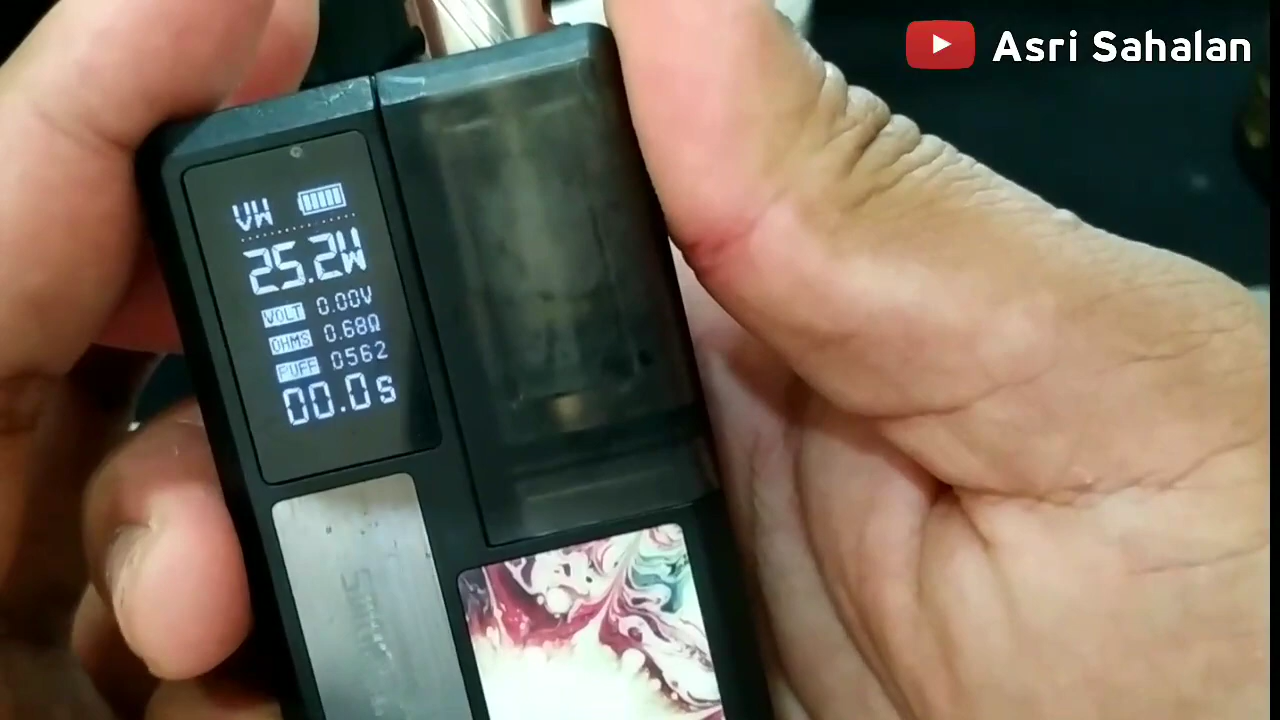 Asri Sahalan
VW
25.2W
VOLT 0.00V
OHMS 0.68Ω
PUFF 0562
00.0s